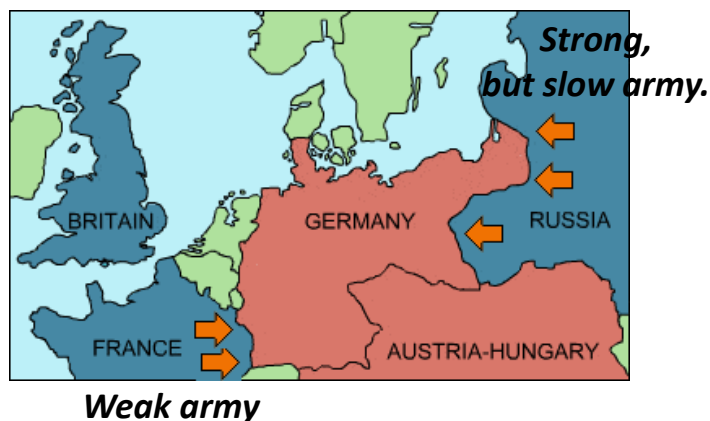 Strong,
but slow army.
BRITAIN
GERMANY
RUSSIA
FRANCE
AUSTRIA-HUNGARY
Weak army